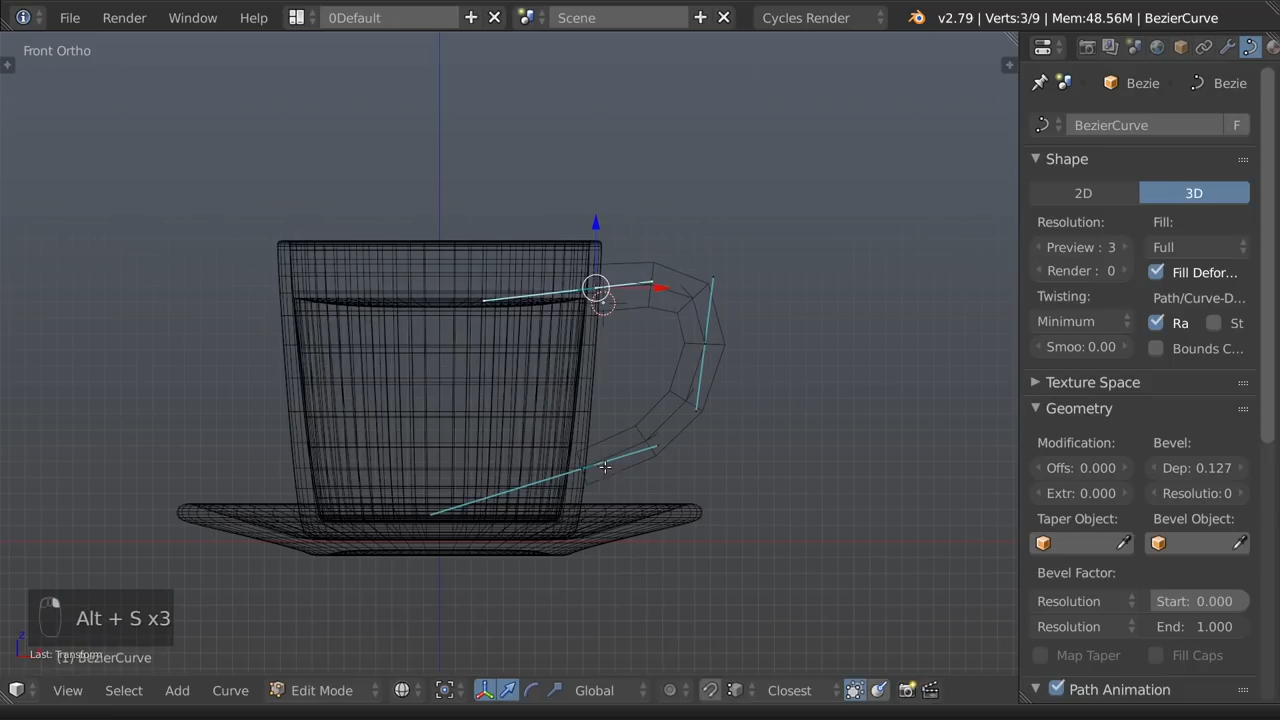 File Render Window Help 0Default Scene Cycles Render v2.79 | Verts:3/9 | Mem:48.56M | BezierCurve
Front Ortho
Bezie Bezie
BezierCurve F
Shape
2D 3D
Resolution: Fill:
Preview : 3 Full
Render : 0 Fill Defor...
Twisting: Path/Curve-D...
Minimum Ra St
Smoo: 0.00 Bounds C...
Texture Space
Geometry
Modification: Bevel:
Offs: 0.000 Dep: 0.127
Extr: 0.000 Resolutio: 0
Taper Object: Bevel Object:
Bevel Factor:
Resolution Start: 0.000
Resolution End: 1.000
Map Taper Fill Caps
Path Animation
Alt + S x3
z
Last: Transform
(1) BezierCurve
View Select Add Curve Edit Mode Global Closest